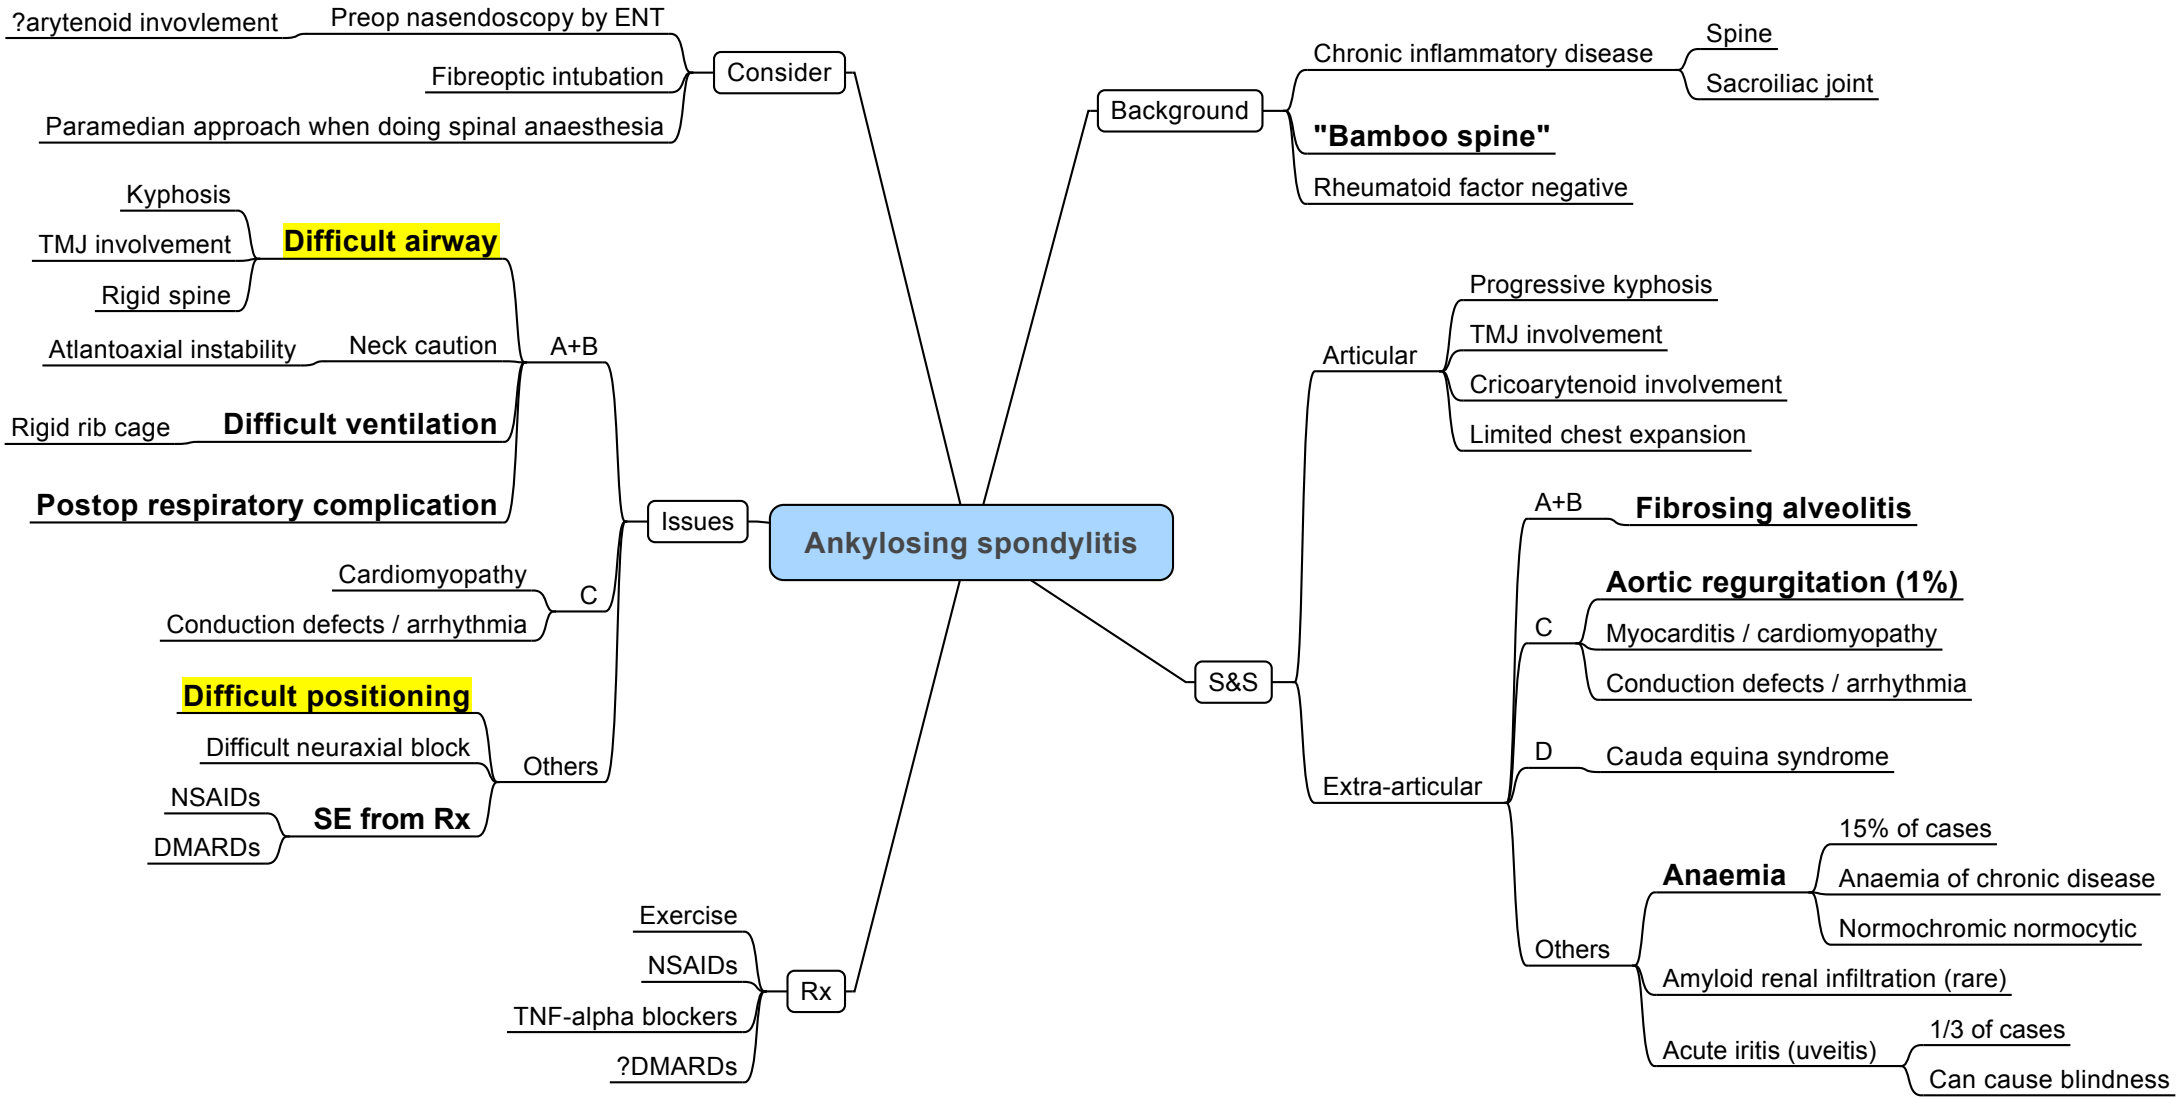 Ankylosing spondylitis
Background
Chronic inflammatory disease
Spine
Sacroiliac joint
"Bamboo spine"
Rheumatoid factor negative
S&S
Articular
Progressive kyphosis
TMJ involvement
Cricoarytenoid involvement
Limited chest expansion
Extra-articular
A+B
Fibrosing alveolitis
C
Aortic regurgitation (1%)
Myocarditis / cardiomyopathy
Conduction defects / arrhythmia
D
Cauda equina syndrome
Others
Anaemia
15% of cases
Anaemia of chronic disease
Normochromic normocytic
Amyloid renal infiltration (rare)
Acute iritis (uveitis)
1/3 of cases
Can cause blindness
Rx
Exercise
NSAIDs
TNF-alpha blockers
?DMARDs
Issues
A+B
Difficult airway
Kyphosis
TMJ involvement
Rigid spine
Neck caution
Atlantoaxial instability
Difficult ventilation
Rigid rib cage
Postop respiratory complication
C
Cardiomyopathy
Conduction defects / arrhythmia
Others
Difficult positioning
Difficult neuraxial block
SE from Rx
NSAIDs
DMARDs
Consider
Preop nasendoscopy by ENT
?arytenoid invovlement
Fibreoptic intubation
Paramedian approach when doing spinal anaesthesia